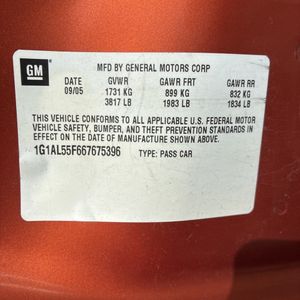 GM
MFD BY GENERAL MOTORS CORP
DATE GVWR GAWR FRT GAWR RR
09/05 1731 KG 899 KG 832 KG
3817 LB 1983 LB 1834 LB
THIS VEHICLE CONFORMS TO ALL APPLICABLE U.S. FEDERAL MOTOR
VEHICLE SAFETY, BUMPER, AND THEFT PREVENTION STANDARDS IN
EFFECT ON THE DATE OF MANUFACTURE SHOWN ABOVE.
1G1AL55F667675396 TYPE: PASS CAR